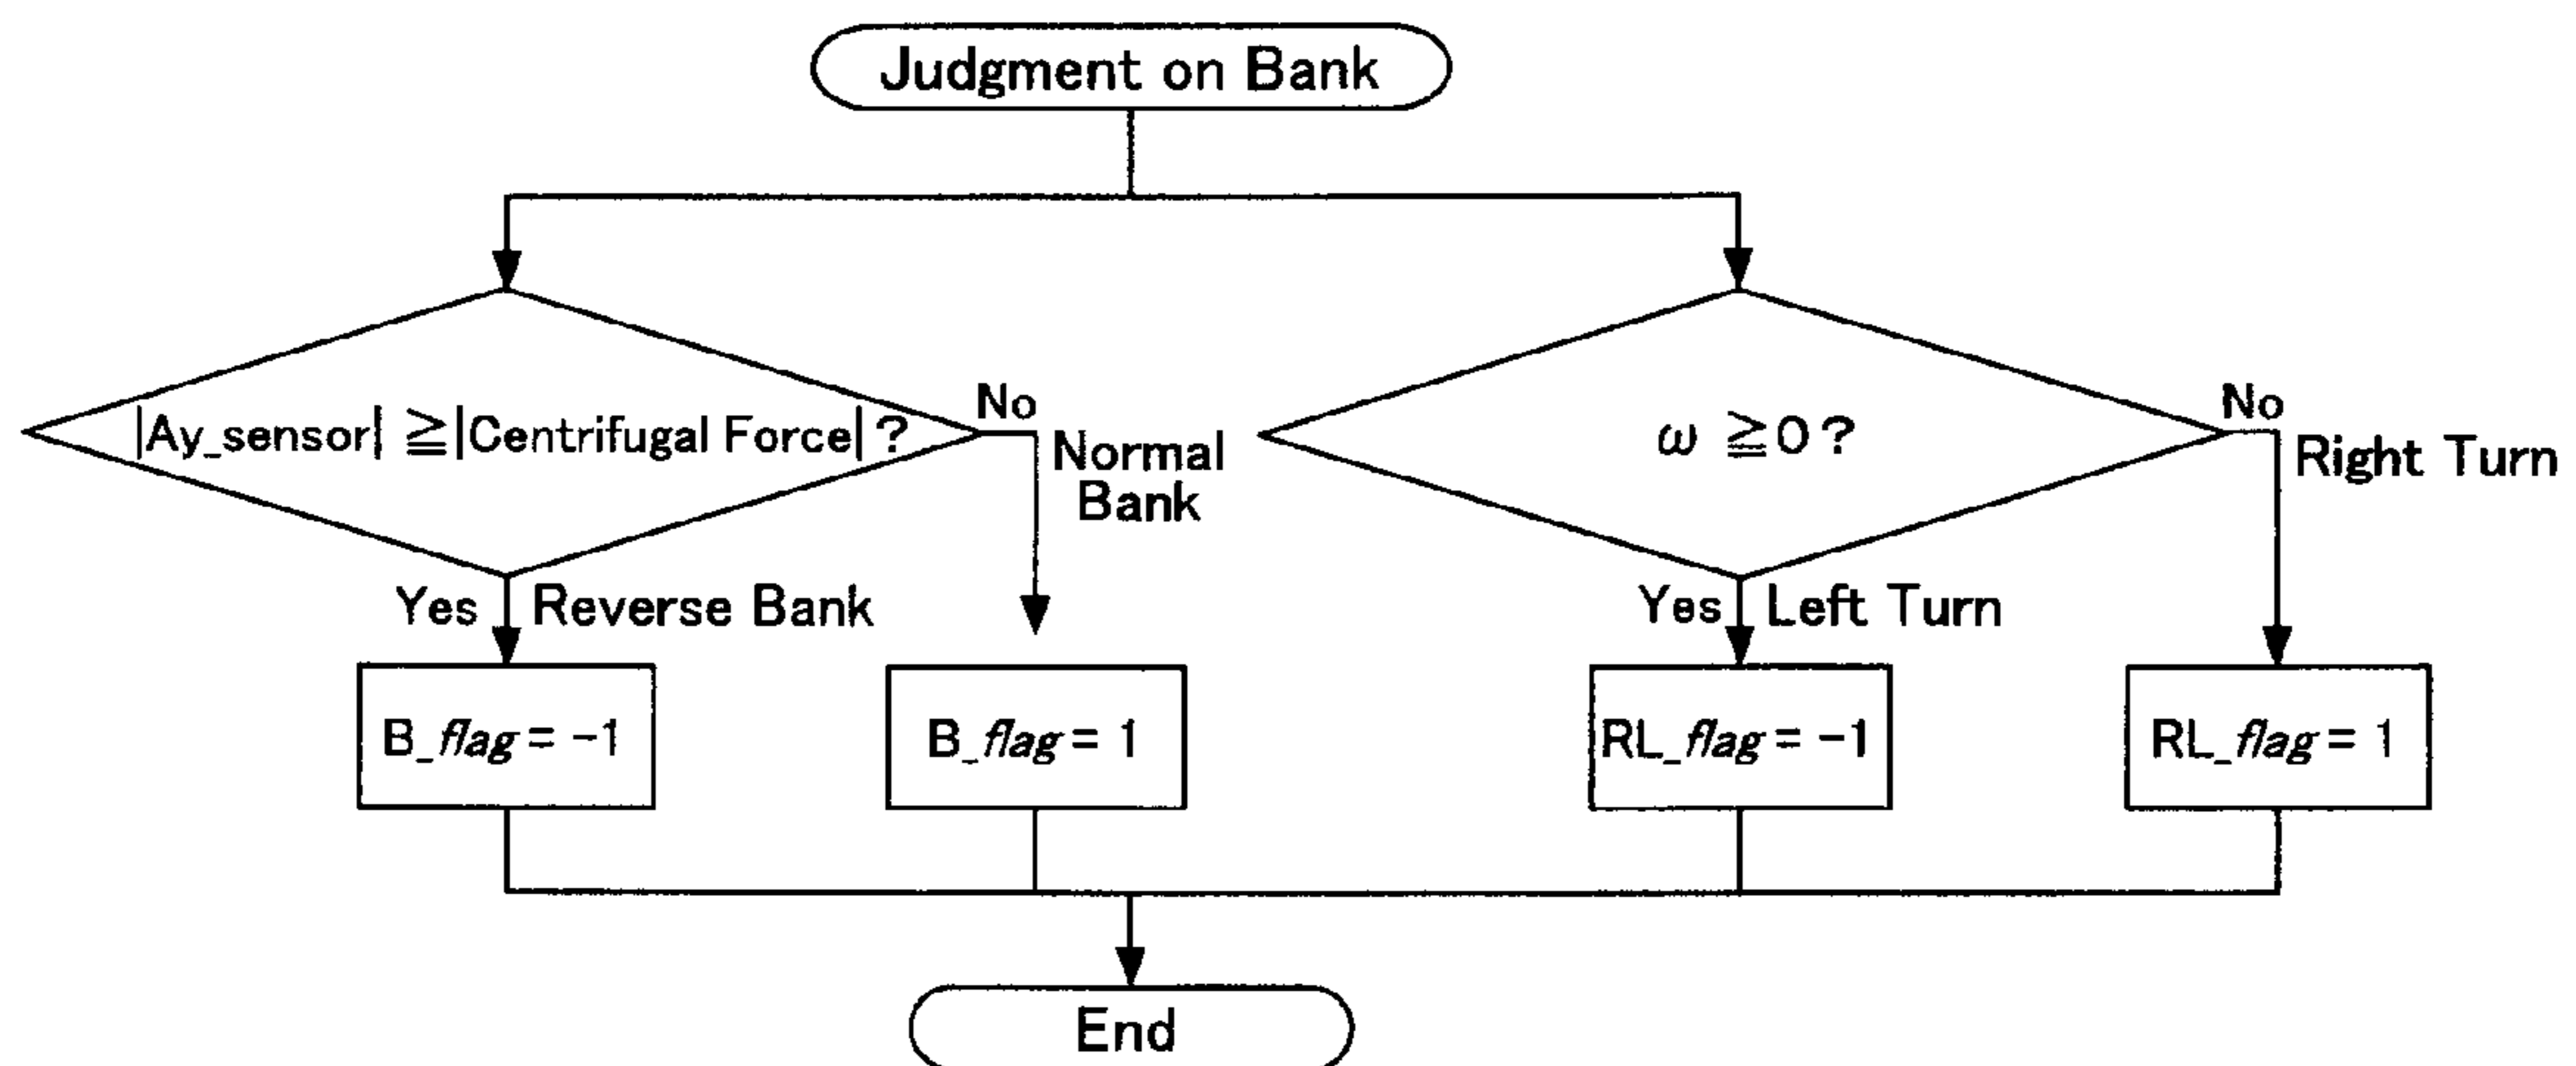 Judgment on Bank
|Ay_sensor| ≧ |Centrifugal Force| ?
No
Normal
Bank
Yes
Reverse Bank
ω ≧ 0 ?
No
Right Turn
Yes
Left Turn
B_flag = -1
B_flag = 1
RL_flag = -1
RL_flag = 1
End